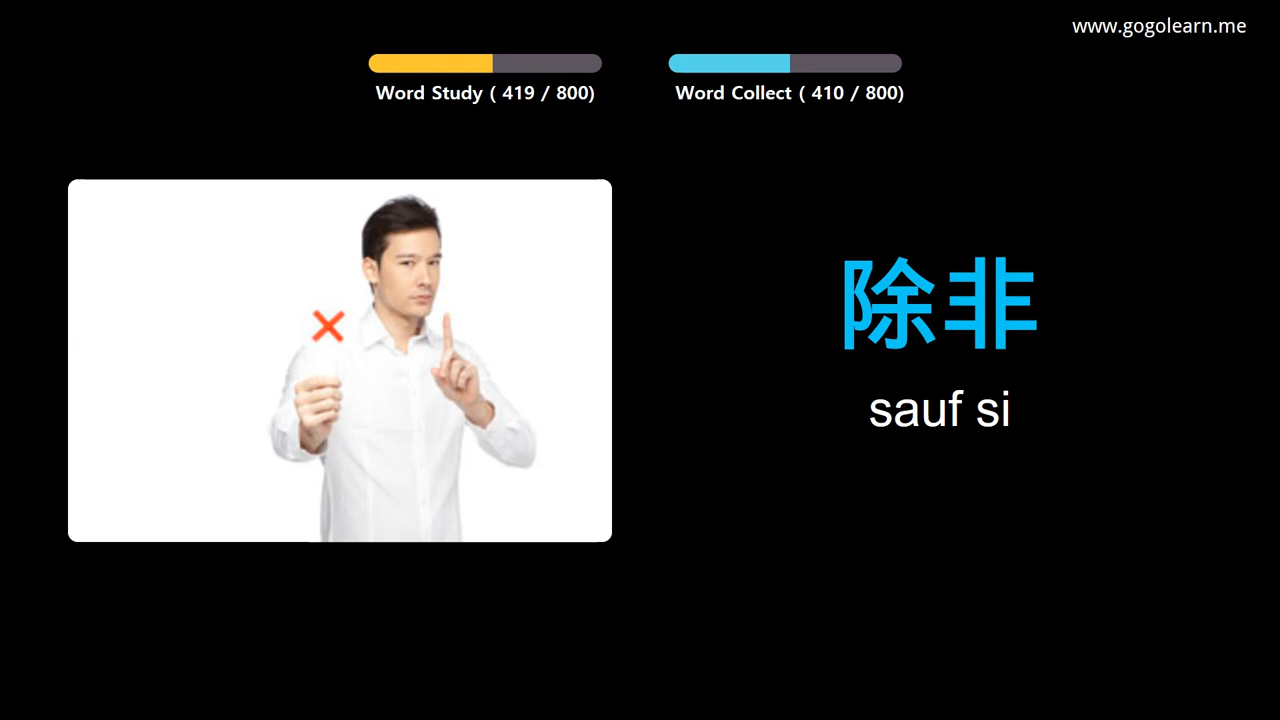 www.gogolearn.me
Word Study ( 419 / 800)
Word Collect ( 410 / 800)
除非
sauf si